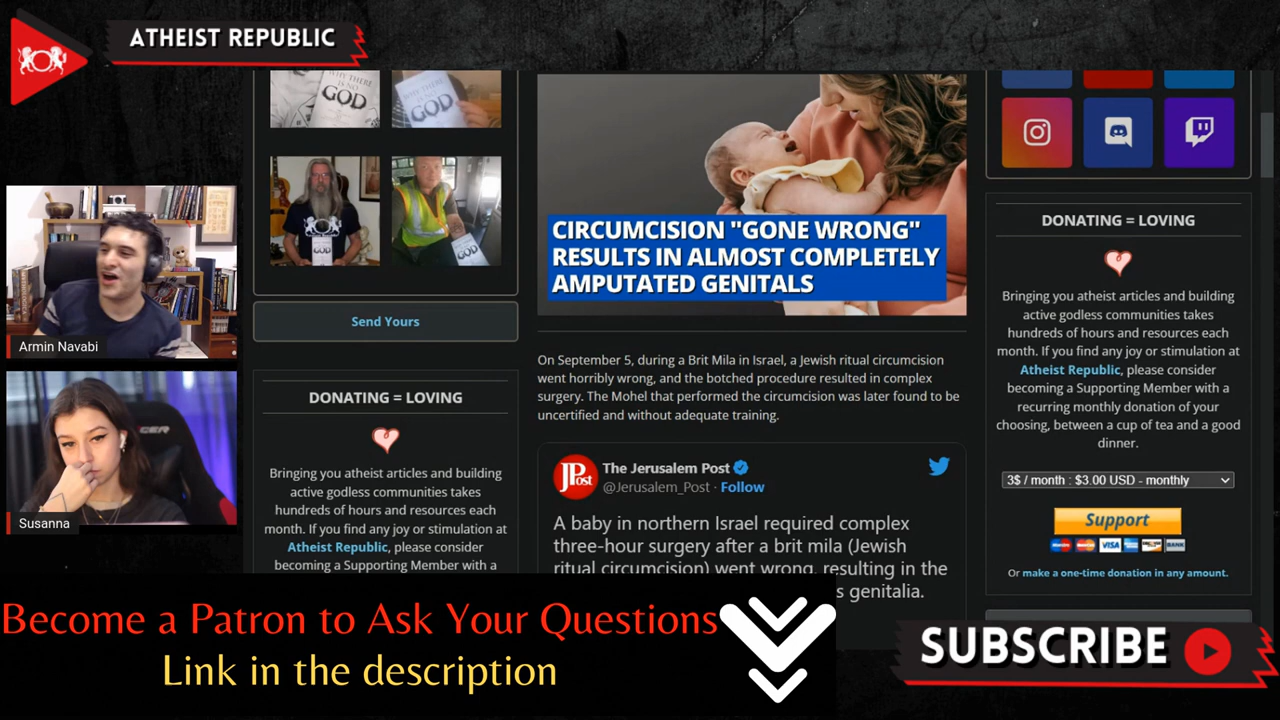 ATHEIST REPUBLIC
Armin Navabi
Susanna
WHY THERE
IS NO
GOD
GOD
GOD
GOD
Send Yours
DONATING = LOVING
Bringing you atheist articles and building
active godless communities takes
hundreds of hours and resources each
month. If you find any joy or stimulation at
Atheist Republic, please consider
becoming a Supporting Member with a
CIRCUMCISION "GONE WRONG"
RESULTS IN ALMOST COMPLETELY
AMPUTATED GENITALS
On September 5, during a Brit Mila in Israel, a Jewish ritual circumcision
went horribly wrong, and the botched procedure resulted in complex
surgery. The Mohel that performed the circumcision was later found to be
uncertified and without adequate training.
JPost
The Jerusalem Post
@Jerusalem_Post · Follow
A baby in northern Israel required complex
three-hour surgery after a brit mila (Jewish
ritual circumcision) went wrong, resulting in the
s genitalia.
DONATING = LOVING
Bringing you atheist articles and building
active godless communities takes
hundreds of hours and resources each
month. If you find any joy or stimulation at
Atheist Republic, please consider
becoming a Supporting Member with a
recurring monthly donation of your
choosing, between a cup of tea and a good
dinner.
3$ / month : $3.00 USD - monthly
Support
VISA
BANK
Or make a one-time donation in any amount.
Become a Patron to Ask Your Questions
Link in the description
SUBSCRIBE